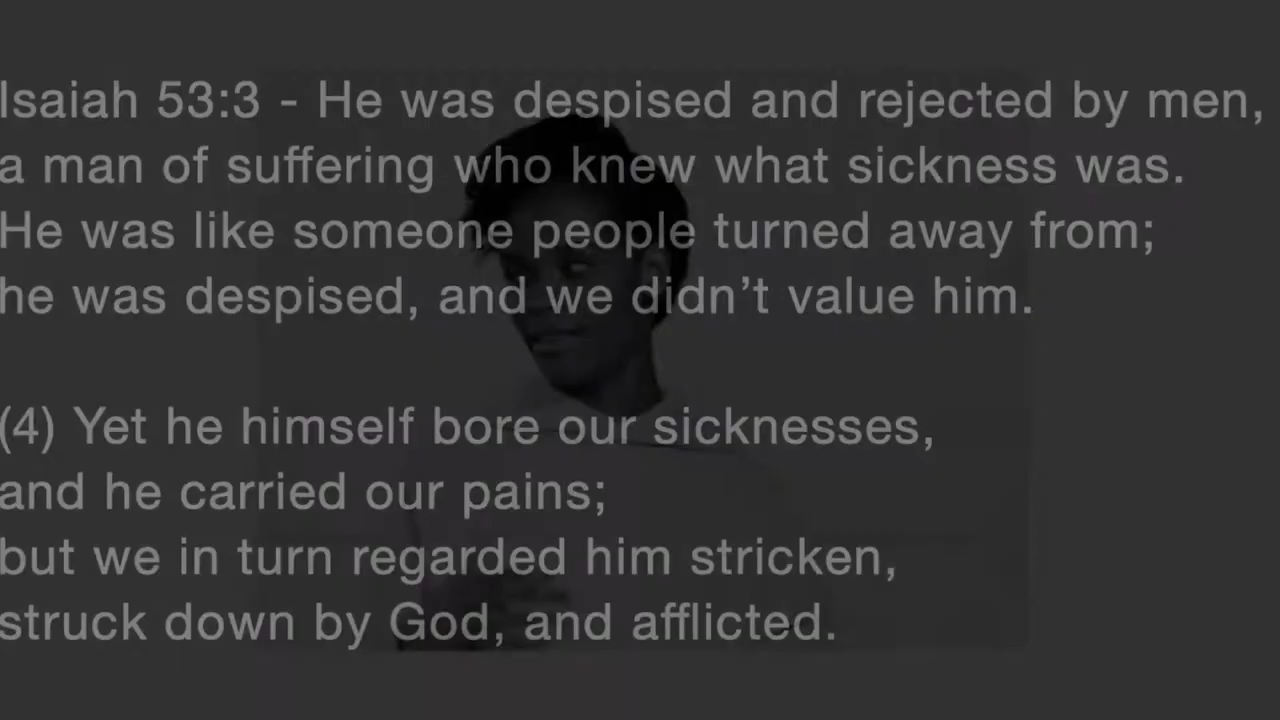 Isaiah 53:3 - He was despised and rejected by men,
a man of suffering who knew what sickness was.
He was like someone people turned away from;
he was despised, and we didn’t value him.
(4) Yet he himself bore our sicknesses,
and he carried our pains;
but we in turn regarded him stricken,
struck down by God, and afflicted.